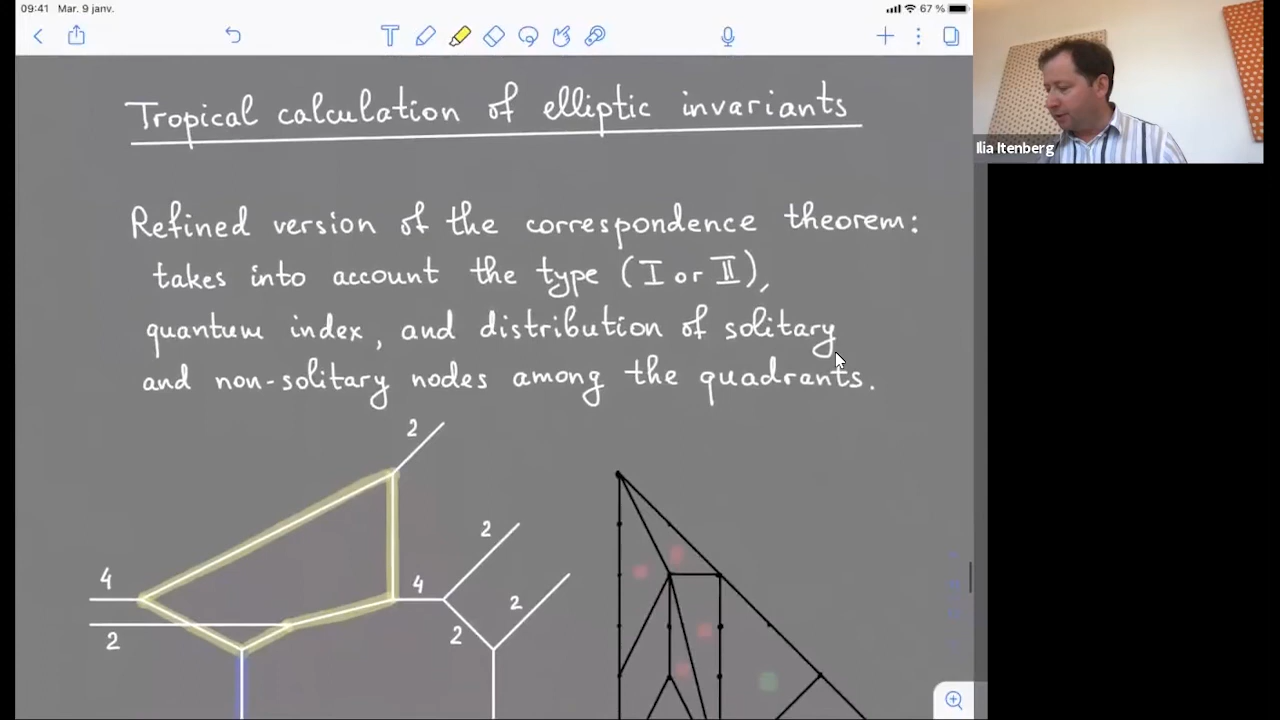 09:41 Mar. 9 janv.
67 %
T
Ilia Itenberg
Tropical calculation of elliptic invariants
Refined version of the correspondence theorem:
takes into account the type (I or II),
quantum index, and distribution of solitary
and non-solitary nodes among the quadrants.
2
2
4
4
2
2
2